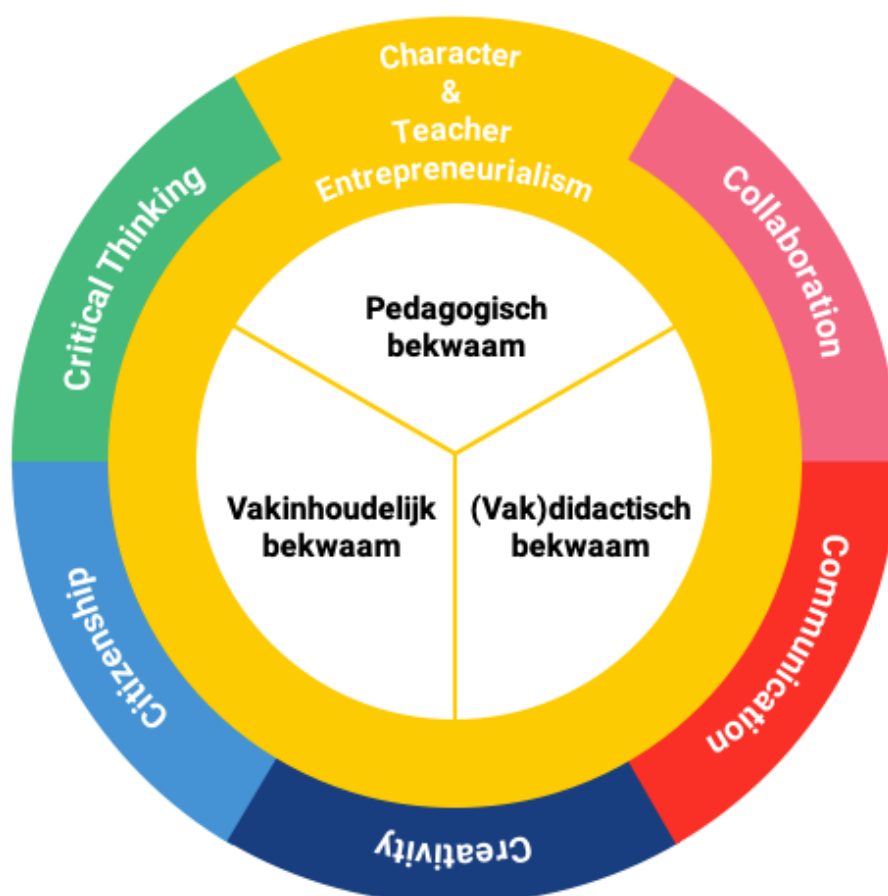 Character
&
Teacher
Entrepreneurialism
Collaboration
Communication
Creativity
Citizenship
Critical Thinking
Pedagogisch
bekwaam
Vakinhoudelijk
bekwaam
(Vak)didactisch
bekwaam